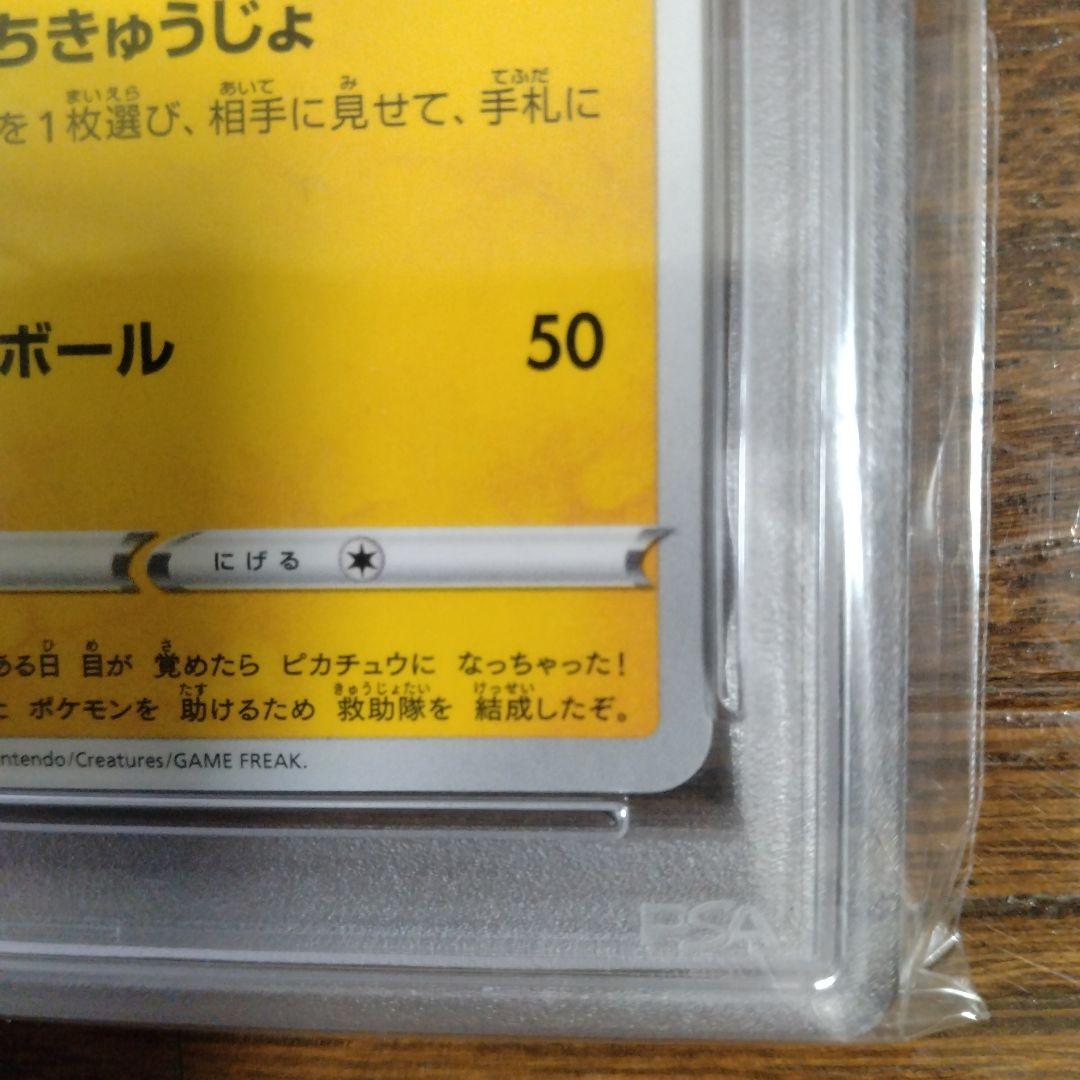 ちきゅうじょ
まいえら あいて み てふだ
を1枚選び、相手に見せて、手札に
ボール 50
にげる
ひ め さ
ある日 目が 覚めたら ピカチュウに なっちゃった!
たす きゅうじょたい けっせい
ポケモンを 助けるため 救助隊を 結成したぞ。
ntendo/Creatures/GAME FREAK.
PSA